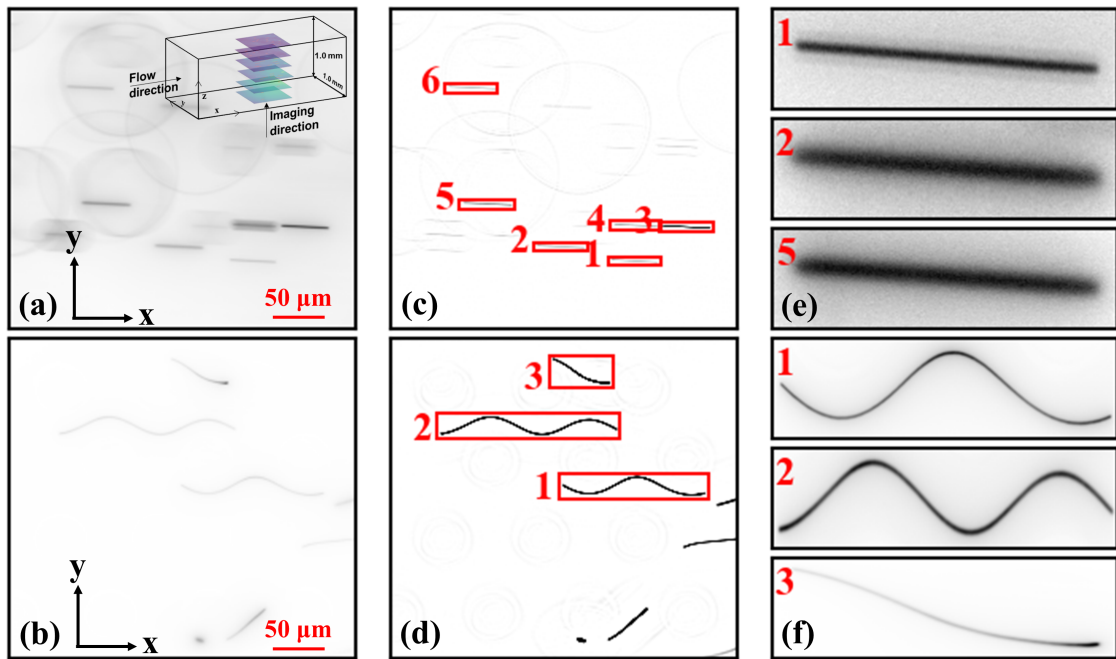 Flow
direction
y
z
x
1.0 mm
1.0 mm
Imaging
direction
y
x
(a)
50 µm
6
5
4
3
2
1
(c)
1
2
5
(e)
y
x
(b)
50 µm
3
2
1
(d)
1
2
3
(f)